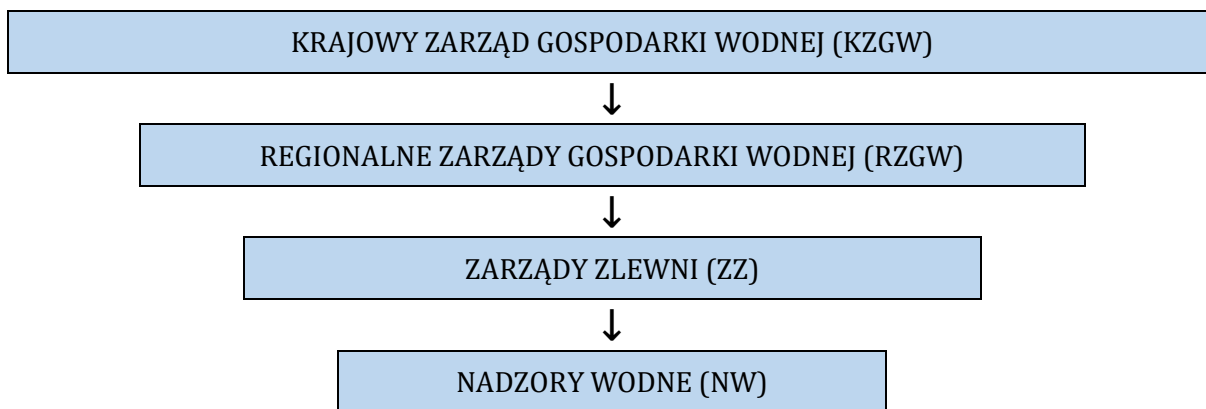 KRAJOWY ZARZĄD GOSPODARKI WODNEJ (KZGW)
REGIONALNE ZARZĄDY GOSPODARKI WODNEJ (RZGW)
ZARZĄDY ZLEWNI (ZZ)
NADZORY WODNE (NW)